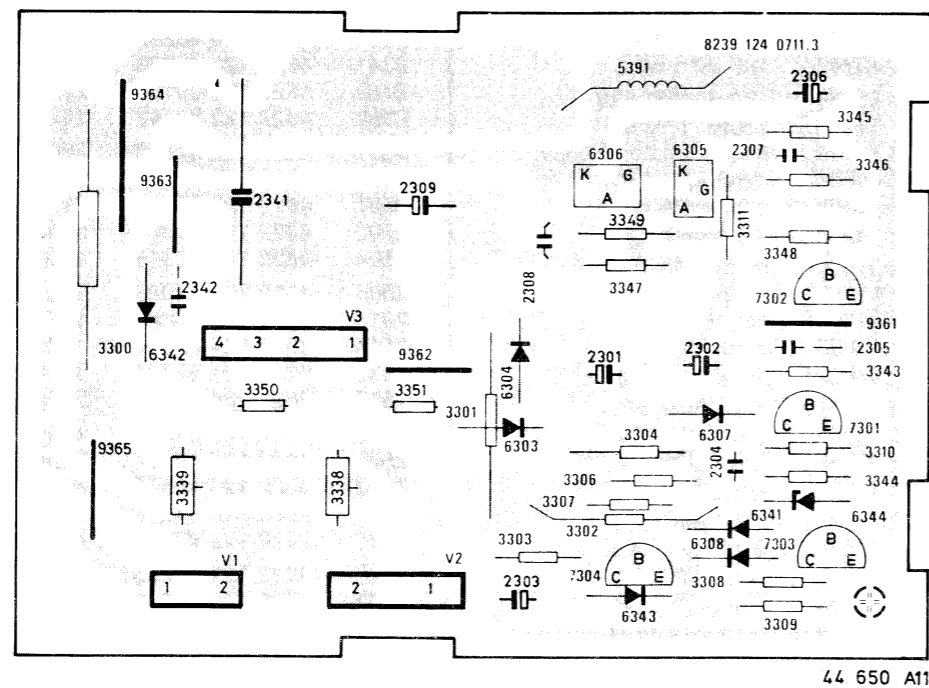 8239 124 0711.3
5391
2306
9364
3345
6306
6305
2307
K
G
K
3346
9363
G
2341
2309
A
A
3349
3311
3348
2342
2308
3347
B
7302
C
E
V3
9361
3300
6342
4
3
2
1
2305
9362
2301
2302
3343
6304
3350
3351
3301
B
C
E
7301
9365
6303
3304
6307
3310
2304
3339
3338
3306
3344
3307
6341
6344
3302
3303
6308
7303
B
V1
V2
B
C
E
7304
C
E
1
2
2
1
3308
2303
6343
3309
44 650 A11